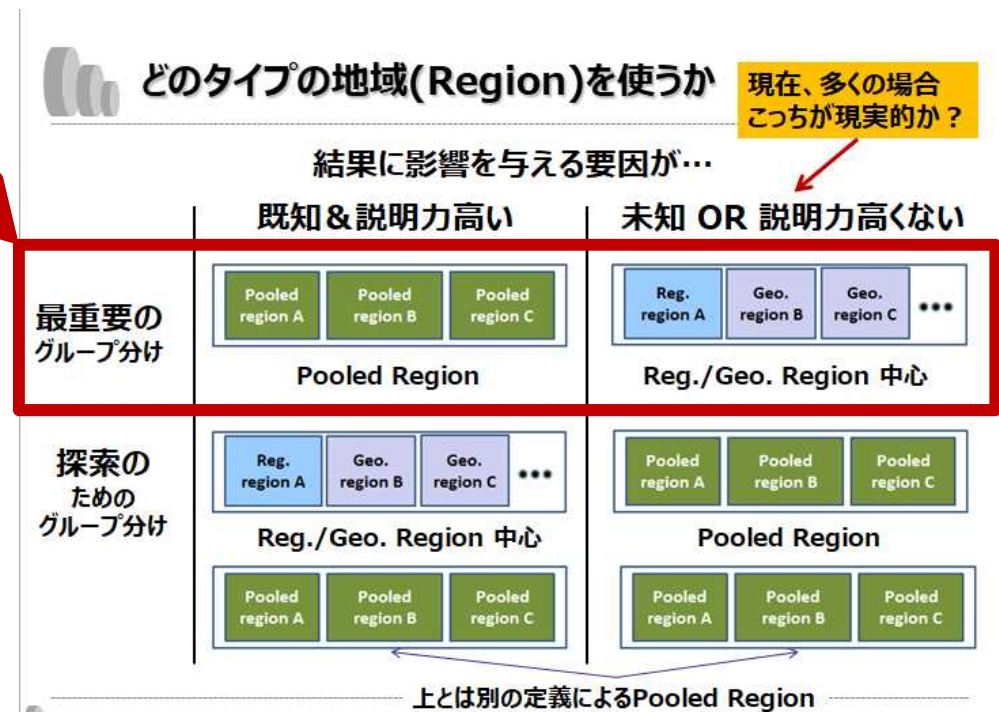 どのタイプの地域(Region)を使うか
現在、多くの場合
こっちが現実的か？
結果に影響を与える要因が…
既知&説明力高い
未知 OR 説明力高くない
最重要の
グループ分け
Pooled
region A
Pooled
region B
Pooled
region C
Pooled Region
Reg.
region A
Geo.
region B
Geo.
region C
•••
Reg./Geo. Region 中心
探索の
ための
グループ分け
Reg.
region A
Geo.
region B
Geo.
region C
•••
Reg./Geo. Region 中心
Pooled
region A
Pooled
region B
Pooled
region C
Pooled
region A
Pooled
region B
Pooled
region C
Pooled Region
Pooled
region A
Pooled
region B
Pooled
region C
上とは別の定義によるPooled Region